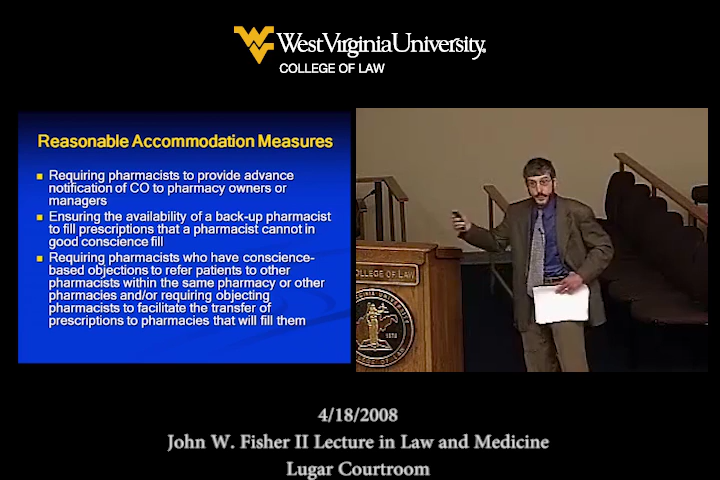 West Virginia University.
COLLEGE OF LAW
Reasonable Accommodation Measures
Requiring pharmacists to provide advance
notification of CO to pharmacy owners or
managers
Ensuring the availability of a back-up pharmacist
to fill prescriptions that a pharmacist cannot in
good conscience fill
Requiring pharmacists who have conscience-
based objections to refer patients to other
pharmacists within the same pharmacy or other
pharmacies and/or requiring objecting
pharmacists to facilitate the transfer of
prescriptions to pharmacies that will fill them
COLLEGE OF LAW
4/18/2008
John W. Fisher II Lecture in Law and Medicine
Lugar Courtroom